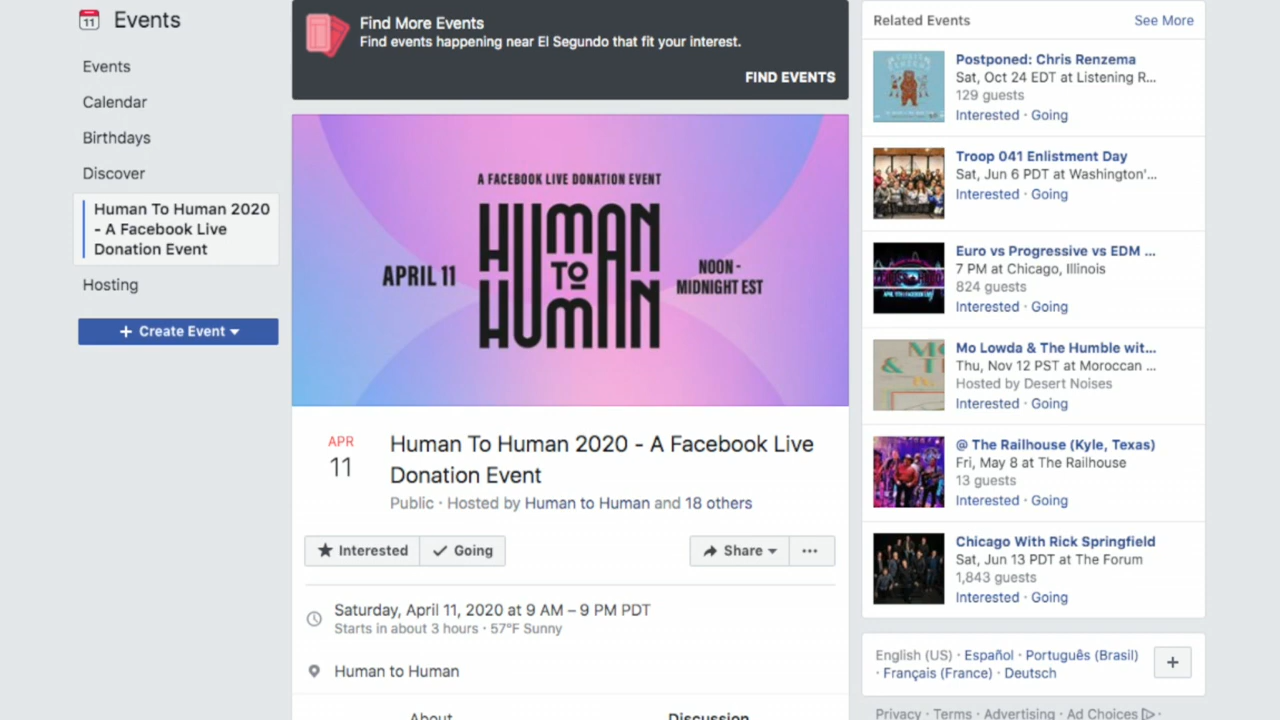 11
Events
Events
Calendar
Birthdays
Discover
Human To Human 2020
- A Facebook Live
Donation Event
Hosting
+ Create Event
Find More Events
Find events happening near El Segundo that fit your interest.
FIND EVENTS
A FACEBOOK LIVE DONATION EVENT
APRIL 11
HUMAN
TO
HUMAN
NOON -
MIDNIGHT EST
APR
11
Human To Human 2020 - A Facebook Live
Donation Event
Public · Hosted by Human to Human and 18 others
Interested
Going
Share
...
Saturday, April 11, 2020 at 9 AM – 9 PM PDT
Starts in about 3 hours · 57°F Sunny
Human to Human
About
Discussion
Related Events
See More
Postponed: Chris Renzema
Sat, Oct 24 EDT at Listening R...
129 guests
Interested · Going
Troop 041 Enlistment Day
Sat, Jun 6 PDT at Washington'...
Interested · Going
Euro vs Progressive vs EDM ...
7 PM at Chicago, Illinois
824 guests
Interested · Going
Mo Lowda & The Humble wit...
Thu, Nov 12 PST at Moroccan ...
Hosted by Desert Noises
Interested · Going
@ The Railhouse (Kyle, Texas)
Fri, May 8 at The Railhouse
13 guests
Interested · Going
Chicago With Rick Springfield
Sat, Jun 13 PDT at The Forum
1,843 guests
Interested · Going
English (US) · Español · Português (Brasil)
· Français (France) · Deutsch
+
Privacy · Terms · Advertising · Ad Choices ·